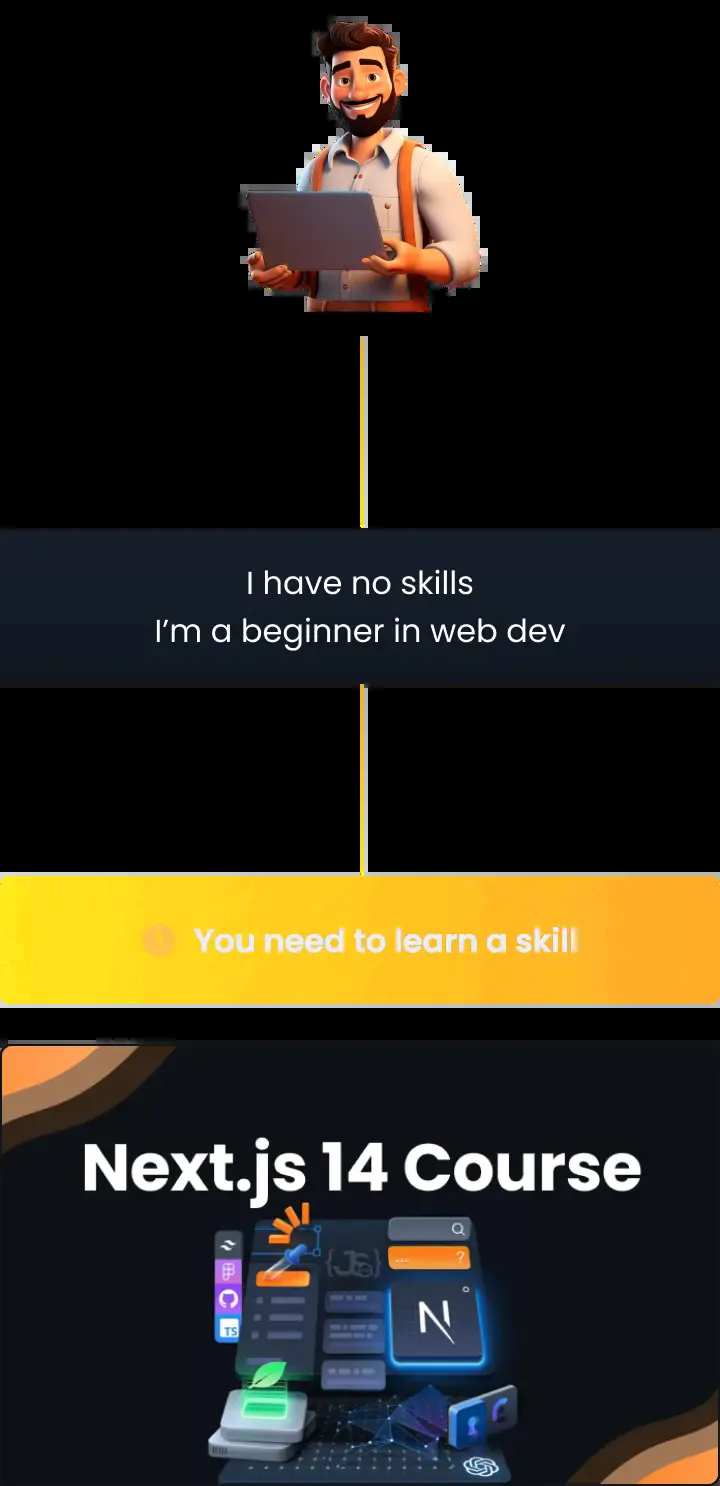 I have no skills
I’m a beginner in web dev
You need to learn a skill
Next.js 14 Course
{JS}
... ?
N
TS